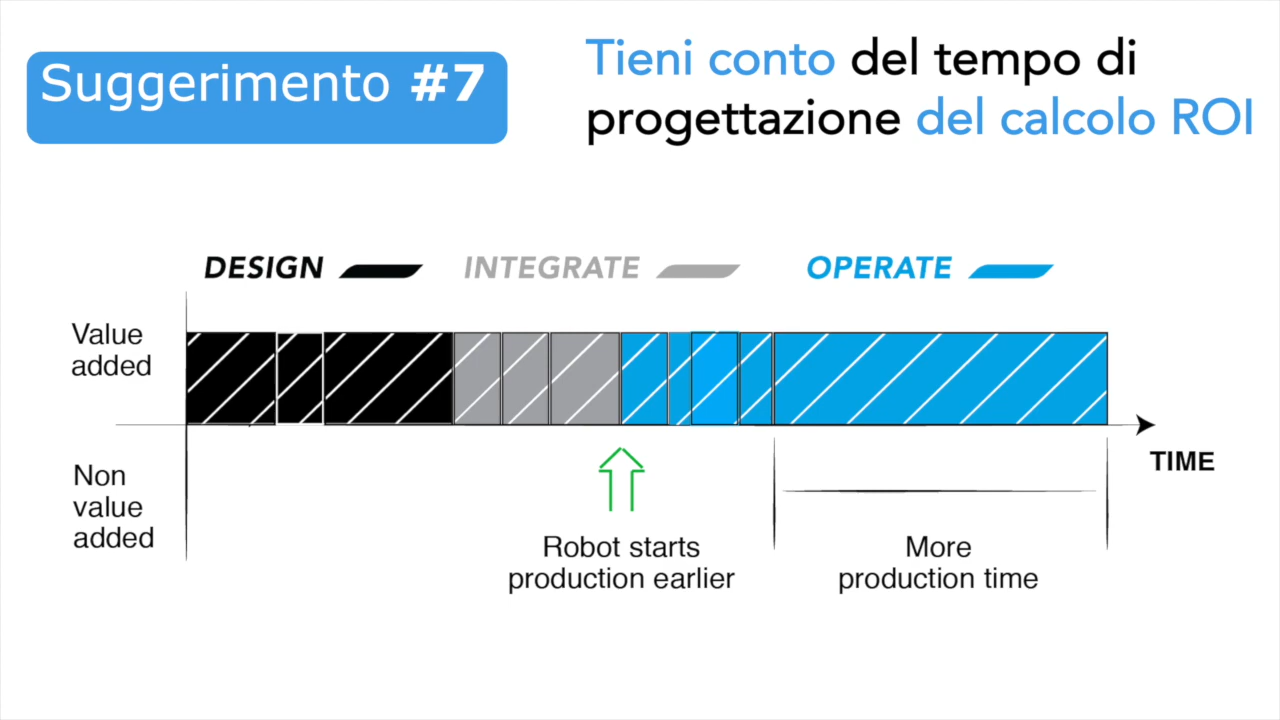 Suggerimento #7
Tieni conto del tempo di
progettazione del calcolo ROI
DESIGN
INTEGRATE
OPERATE
Value
added
Non
value
added
TIME
Robot starts
production earlier
More
production time